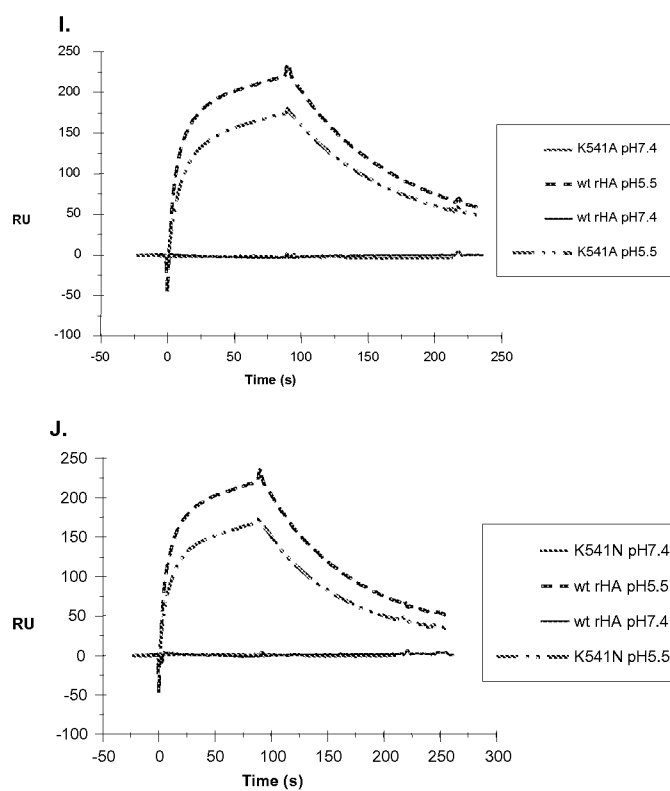 I.
250
200
150
100
50
0
-50
-100
RU
-50 0 50 100 150 200 250
Time (s)
K541A pH7.4
wt rHA pH5.5
wt rHA pH7.4
K541A pH5.5
J.
250
200
150
100
50
0
-50
-100
RU
-50 0 50 100 150 200 250 300
Time (s)
K541N pH7.4
wt rHA pH5.5
wt rHA pH7.4
K541N pH5.5